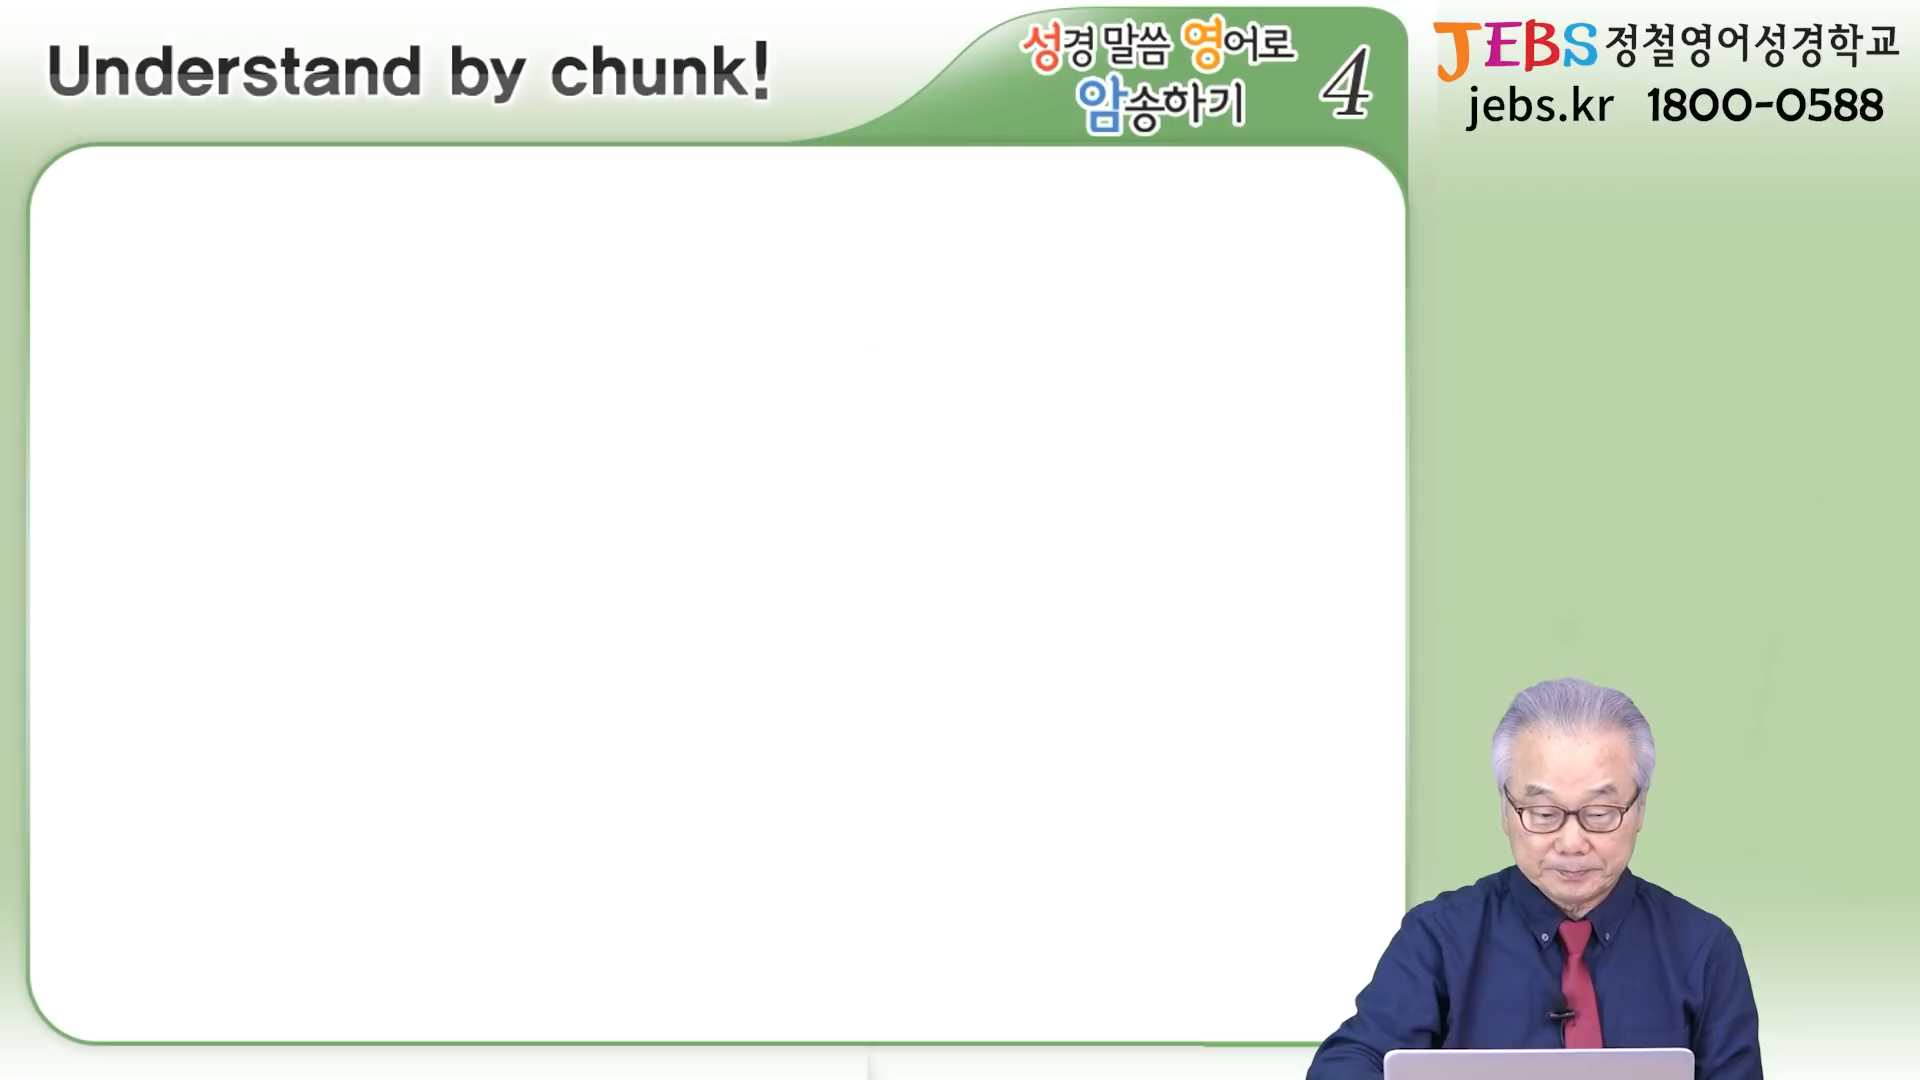 Understand by chunk!
성경 말씀 영어로
암송하기
4
JEBS 정철영어성경학교
jebs.kr 1800-0588